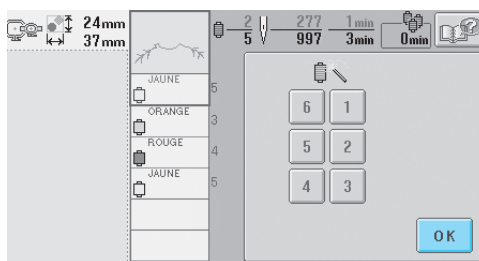 24mm
37mm
2
5
277
997
1min
3min
0min
JAUNE
5
ORANGE
3
ROUGE
4
JAUNE
5
6 1
5 2
4 3
OK